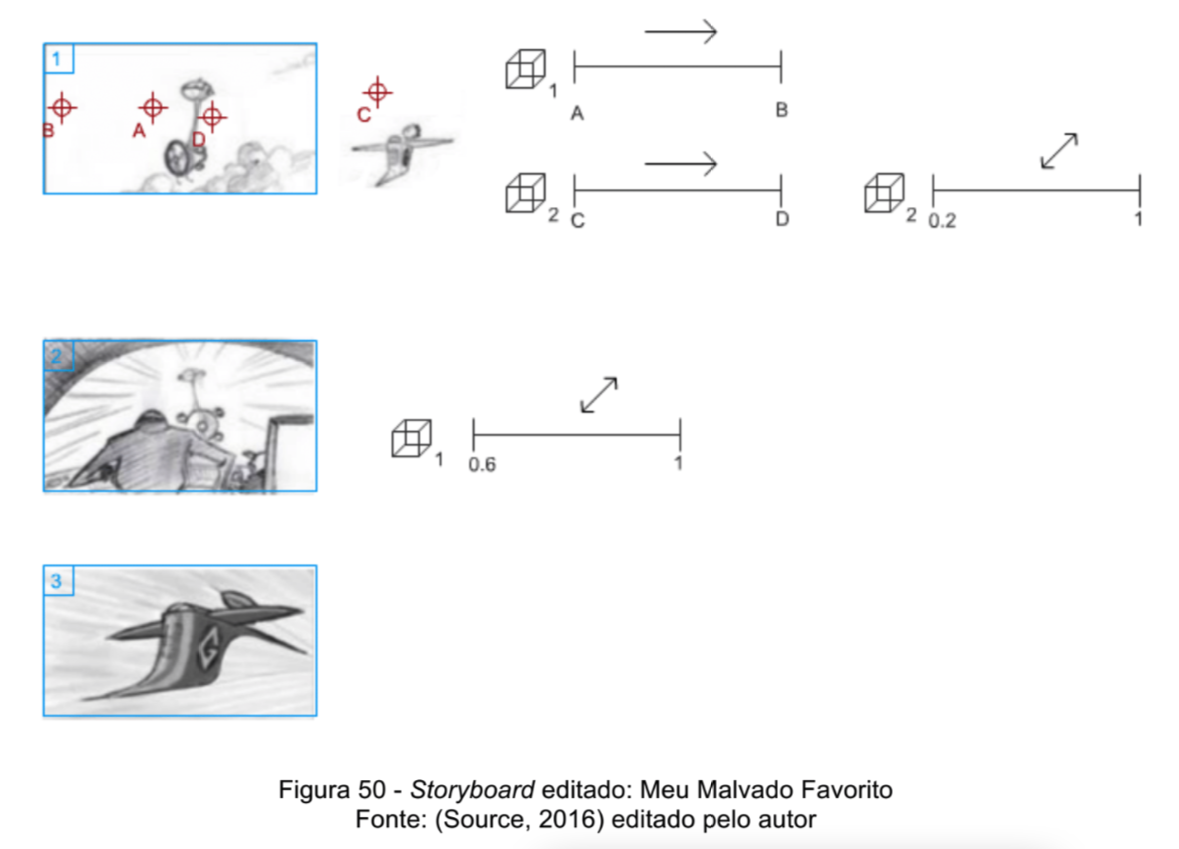 1
B
A
D
C
1
A
B
2
C
D
2
0.2
1
2
1
0.6
1
3
G
Figura 50 - Storyboard editado: Meu Malvado Favorito
Fonte: (Source, 2016) editado pelo autor